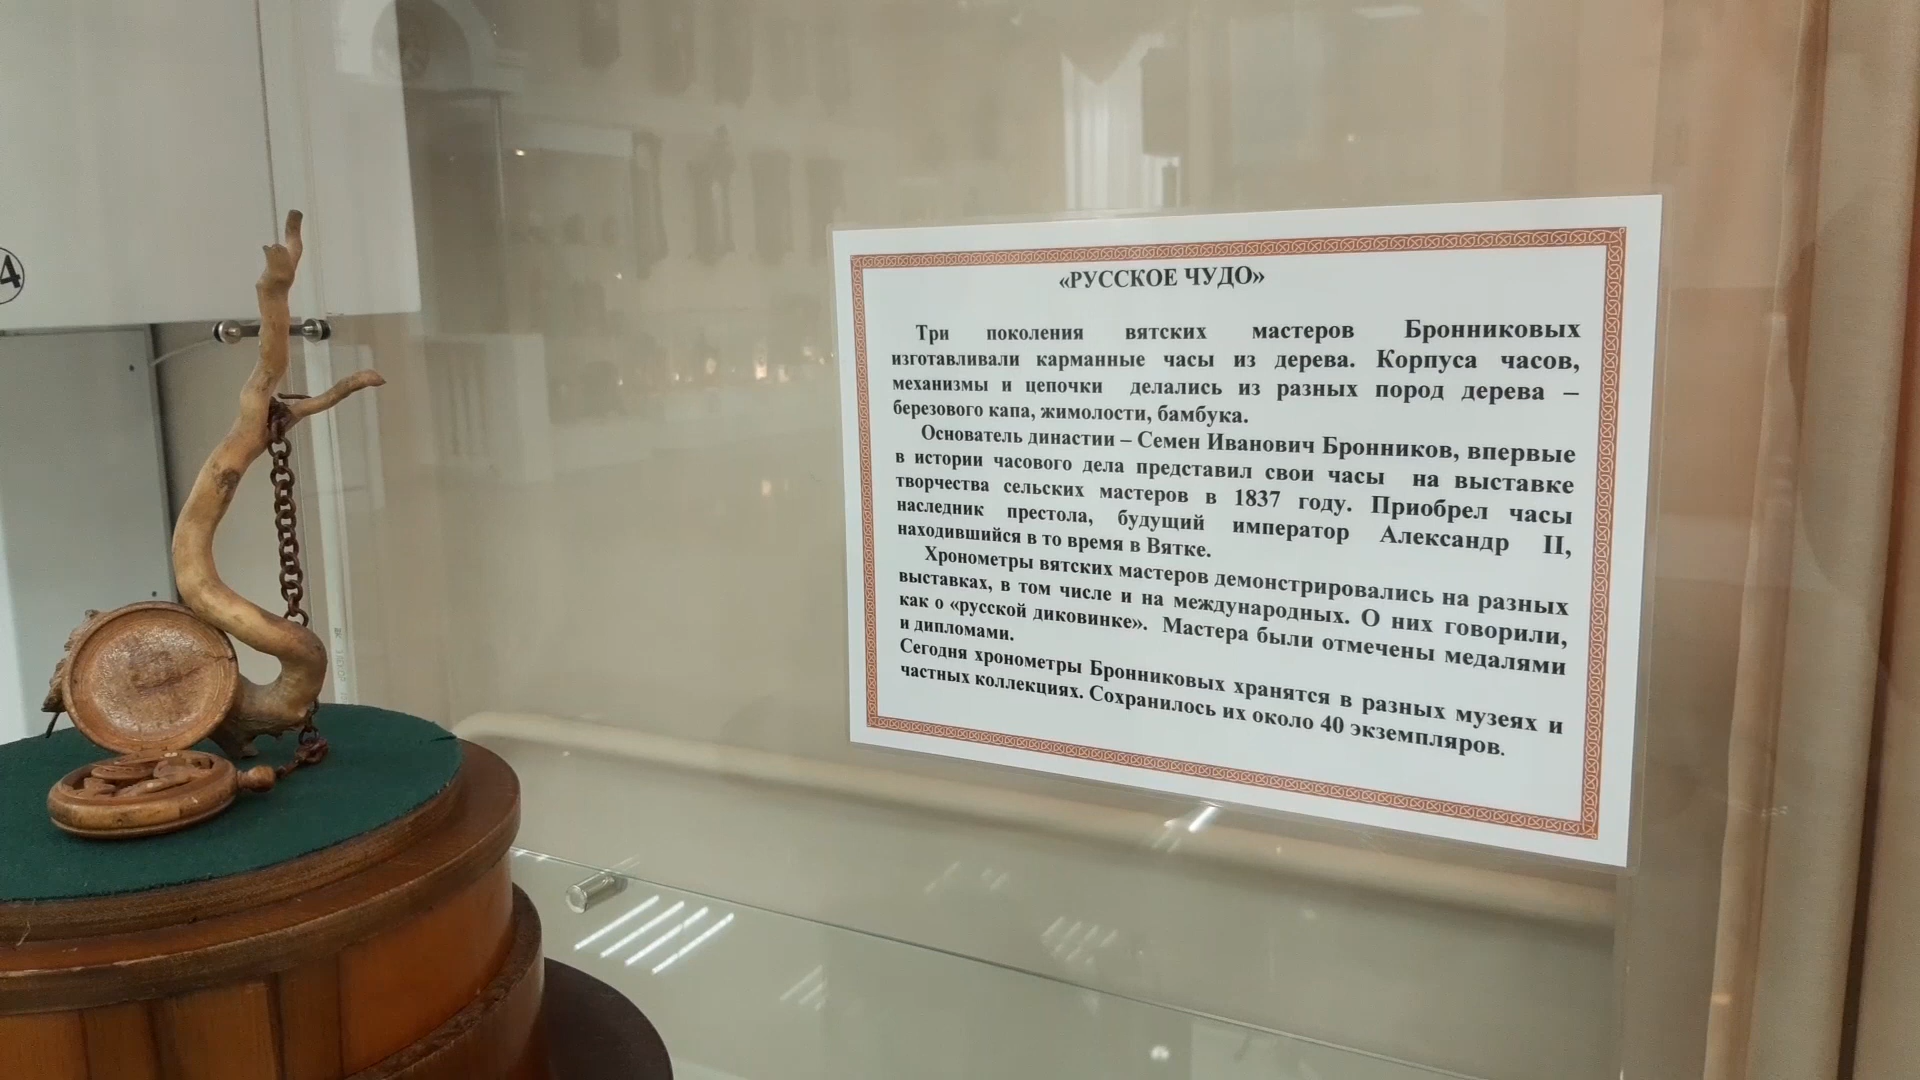 4
«РУССКОЕ ЧУДО»
Три поколения вятских мастеров Бронниковых
изготавливали карманные часы из дерева. Корпуса часов,
механизмы и цепочки делались из разных пород дерева –
березового капа, жимолости, бамбука.
Основатель династии – Семен Иванович Бронников, впервые
в истории часового дела представил свои часы на выставке
творчества сельских мастеров в 1837 году. Приобрел часы
наследник престола, будущий император Александр II,
находившийся в то время в Вятке.
Хронометры вятских мастеров демонстрировались на разных
выставках, в том числе и на международных. О них говорили,
как о «русской диковинке». Мастера были отмечены медалями
и дипломами.
Сегодня хронометры Бронниковых хранятся в разных музеях и
частных коллекциях. Сохранилось их около 40 экземпляров.